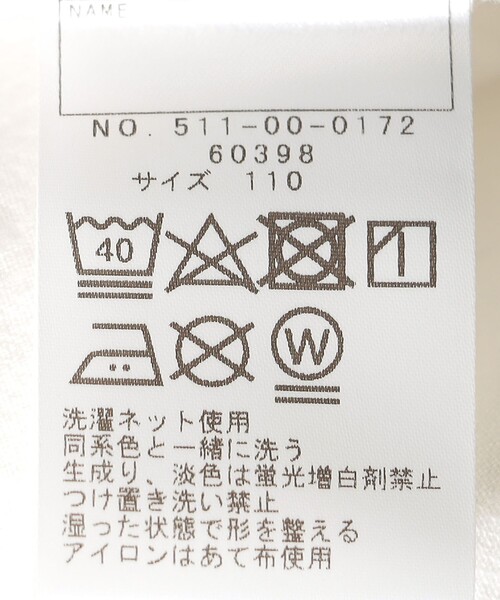 NAME
NO. 511-00-0172
60398
サイズ 110
40
W
洗濯ネット使用
同系色と一緒に洗う
生成り、淡色は蛍光増白剤禁止
つけ置き洗い禁止
湿った状態で形を整える
アイロンはあて布使用